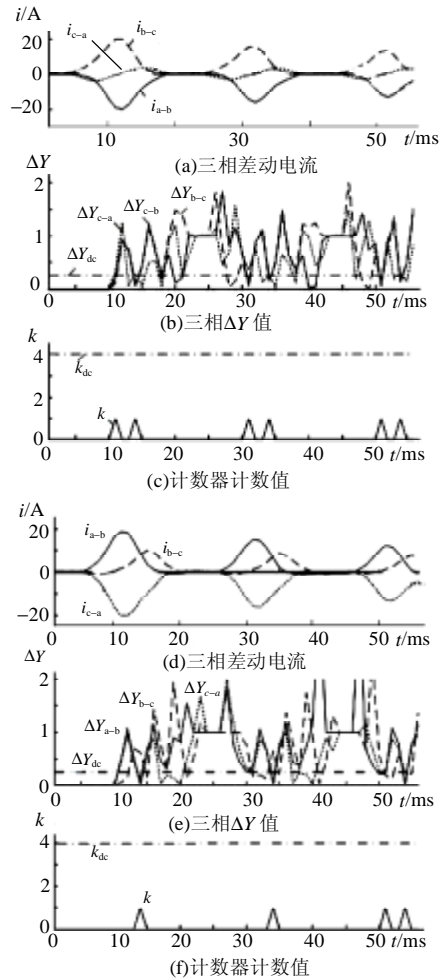 i/A
20
0
−20
i_c−a
i_b−c
i_a−b
10 20 30 40 50 t/ms
(a)三相差动电流
ΔY
2
1
0
ΔY_c−a
ΔY_c−b
ΔY_b−c
ΔY_dc
10 20 30 40 50 t/ms
(b)三相ΔY 值
k
4
2
0
k_dc
k
10 20 30 40 50 t/ms
(c)计数器计数值
i/A
20
0
−20
i_a−b
i_b−c
i_c−a
0 10 20 30 40 50 t/ms
(d)三相差动电流
ΔY
2
1
0
ΔY_b−c
ΔY_c−a
ΔY_a−b
ΔY_dc
0 10 20 30 40 50 t/ms
(e)三相ΔY 值
k
4
2
0
k_dc
k
0 10 20 30 40 50 t/ms
(f)计数器计数值